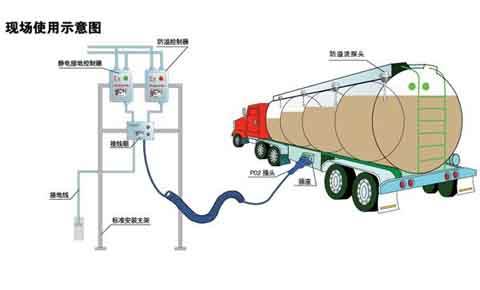 现场使用示意图
防溢控制器
静电接地控制器
防溢流探头
接线箱
P02 插头
插座
接地线
标准安装支架